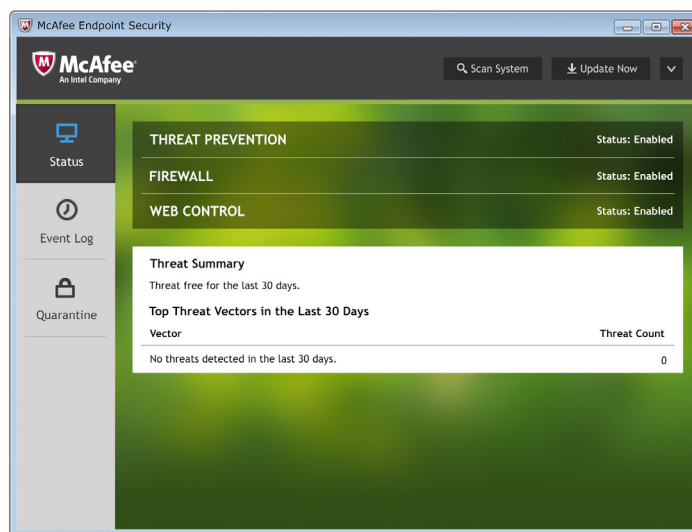 McAfee Endpoint Security
McAfee
An Intel Company
Scan System
Update Now
Status
Event Log
Quarantine
THREAT PREVENTION Status: Enabled
FIREWALL Status: Enabled
WEB CONTROL Status: Enabled
Threat Summary
Threat free for the last 30 days.
Top Threat Vectors in the Last 30 Days
Vector Threat Count
No threats detected in the last 30 days. 0